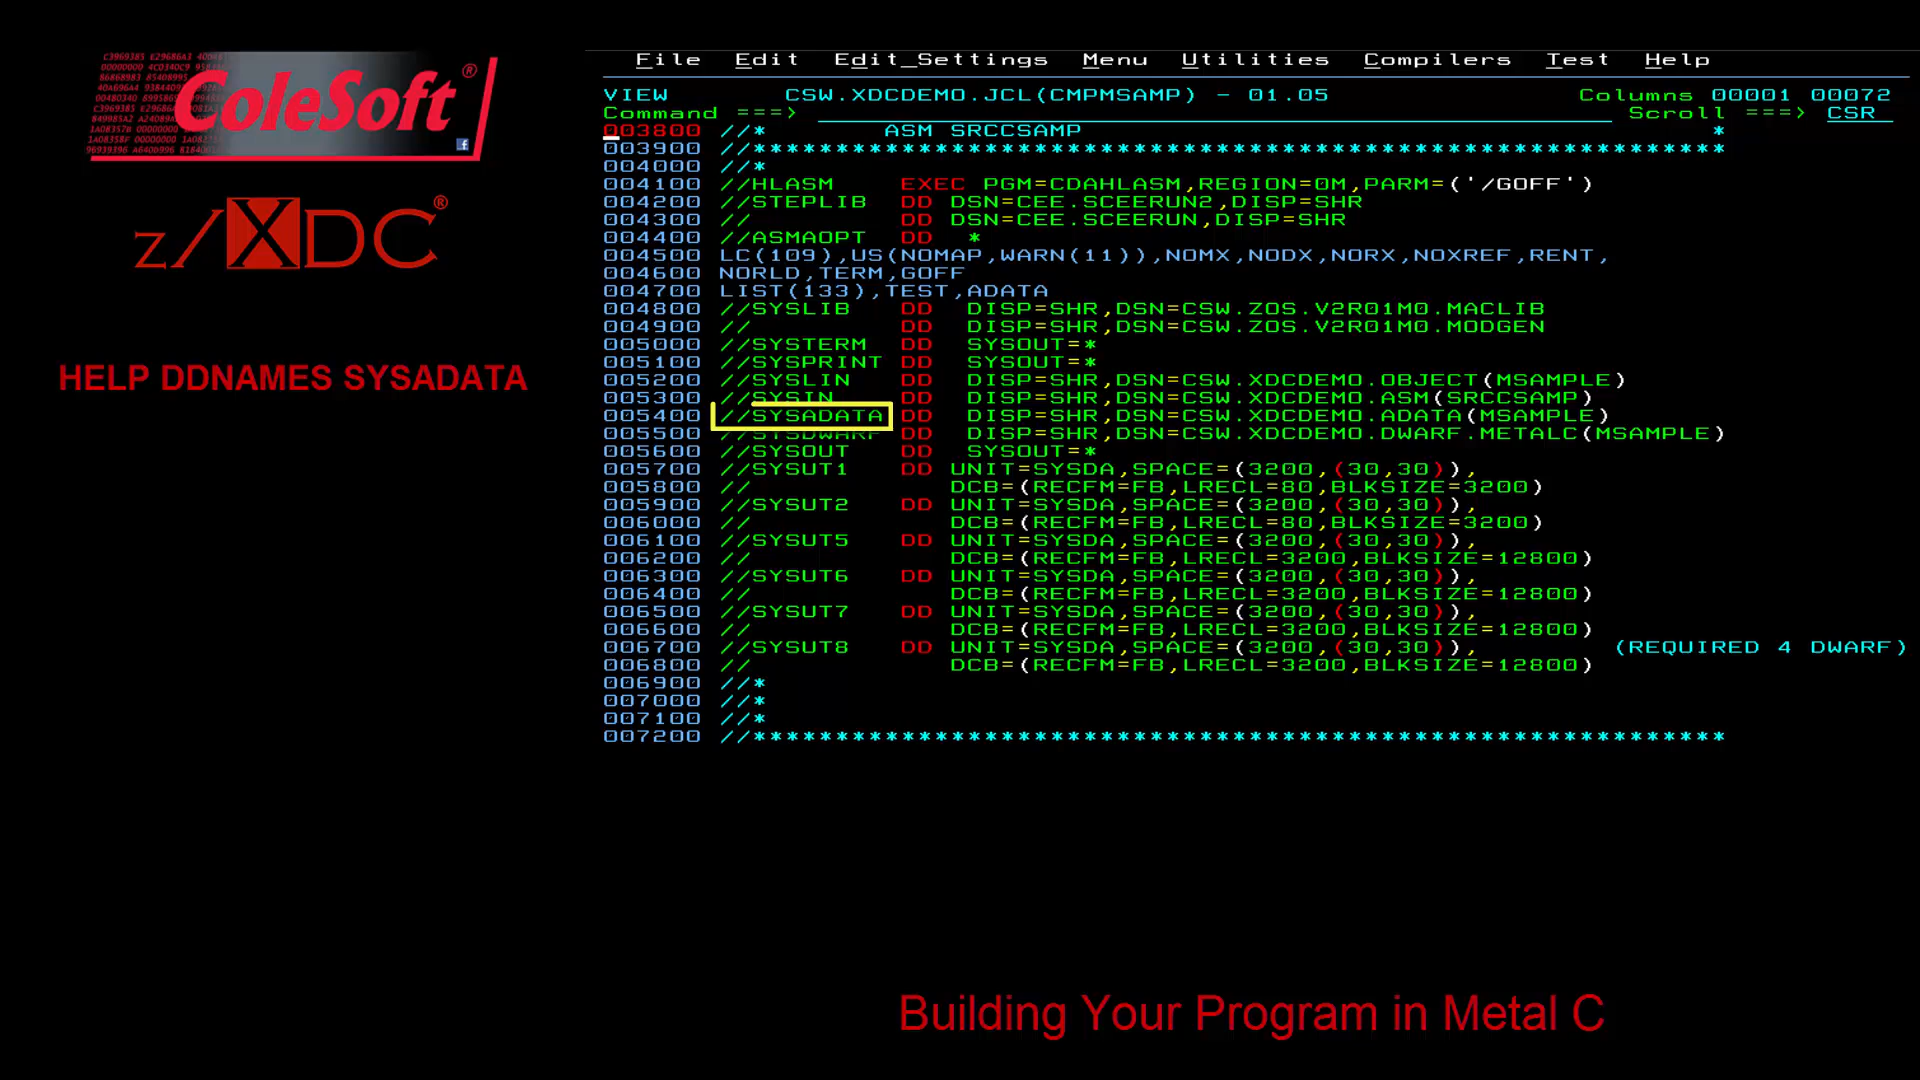 ColeSoft®
z/XDC®
HELP DDNAMES SYSADATA
File Edit Edit_Settings Menu Utilities Compilers Test Help
VIEW CSW.XDCDEMO.JCL(CMPMSAMP) - 01.05 Columns 00001 00072
Command ===> Scroll ===> CSR
003800 //* ASM SRCCSAMP *
003900 //***********************************************************
004000 //*
004100 //HLASM EXEC PGM=CDAHLASM,REGION=0M,PARM=('/GOFF')
004200 //STEPLIB DD DSN=CEE.SCEERUN2,DISP=SHR
004300 // DD DSN=CEE.SCEERUN,DISP=SHR
004400 //ASMAOPT DD *
004500 LC(109),US(NOMAP,WARN(11)),NOMX,NODX,NORX,NOXREF,RENT,
004600 NORLD,TERM,GOFF
004700 LIST(133),TEST,ADATA
004800 //SYSLIB DD DISP=SHR,DSN=CSW.ZOS.V2R01M0.MACLIB
004900 // DD DISP=SHR,DSN=CSW.ZOS.V2R01M0.MODGEN
005000 //SYSTERM DD SYSOUT=*
005100 //SYSPRINT DD SYSOUT=*
005200 //SYSLIN DD DISP=SHR,DSN=CSW.XDCDEMO.OBJECT(MSAMPLE)
005300 //SYSIN DD DISP=SHR,DSN=CSW.XDCDEMO.ASM(SRCCSAMP)
005400 //SYSADATA DD DISP=SHR,DSN=CSW.XDCDEMO.ADATA(MSAMPLE)
005500 //SYSDWARF DD DISP=SHR,DSN=CSW.XDCDEMO.DWARF.METALC(MSAMPLE)
005600 //SYSOUT DD SYSOUT=*
005700 //SYSUT1 DD UNIT=SYSDA,SPACE=(3200,(30,30)),
005800 // DCB=(RECFM=FB,LRECL=80,BLKSIZE=3200)
005900 //SYSUT2 DD UNIT=SYSDA,SPACE=(3200,(30,30)),
006000 // DCB=(RECFM=FB,LRECL=80,BLKSIZE=3200)
006100 //SYSUT5 DD UNIT=SYSDA,SPACE=(3200,(30,30)),
006200 // DCB=(RECFM=FB,LRECL=3200,BLKSIZE=12800)
006300 //SYSUT6 DD UNIT=SYSDA,SPACE=(3200,(30,30)),
006400 // DCB=(RECFM=FB,LRECL=3200,BLKSIZE=12800)
006500 //SYSUT7 DD UNIT=SYSDA,SPACE=(3200,(30,30)),
006600 // DCB=(RECFM=FB,LRECL=3200,BLKSIZE=12800)
006700 //SYSUT8 DD UNIT=SYSDA,SPACE=(3200,(30,30)), (REQUIRED 4 DWARF)
006800 // DCB=(RECFM=FB,LRECL=3200,BLKSIZE=12800)
006900 //*
007000 //*
007100 //*
007200 //***********************************************************
Building Your Program in Metal C